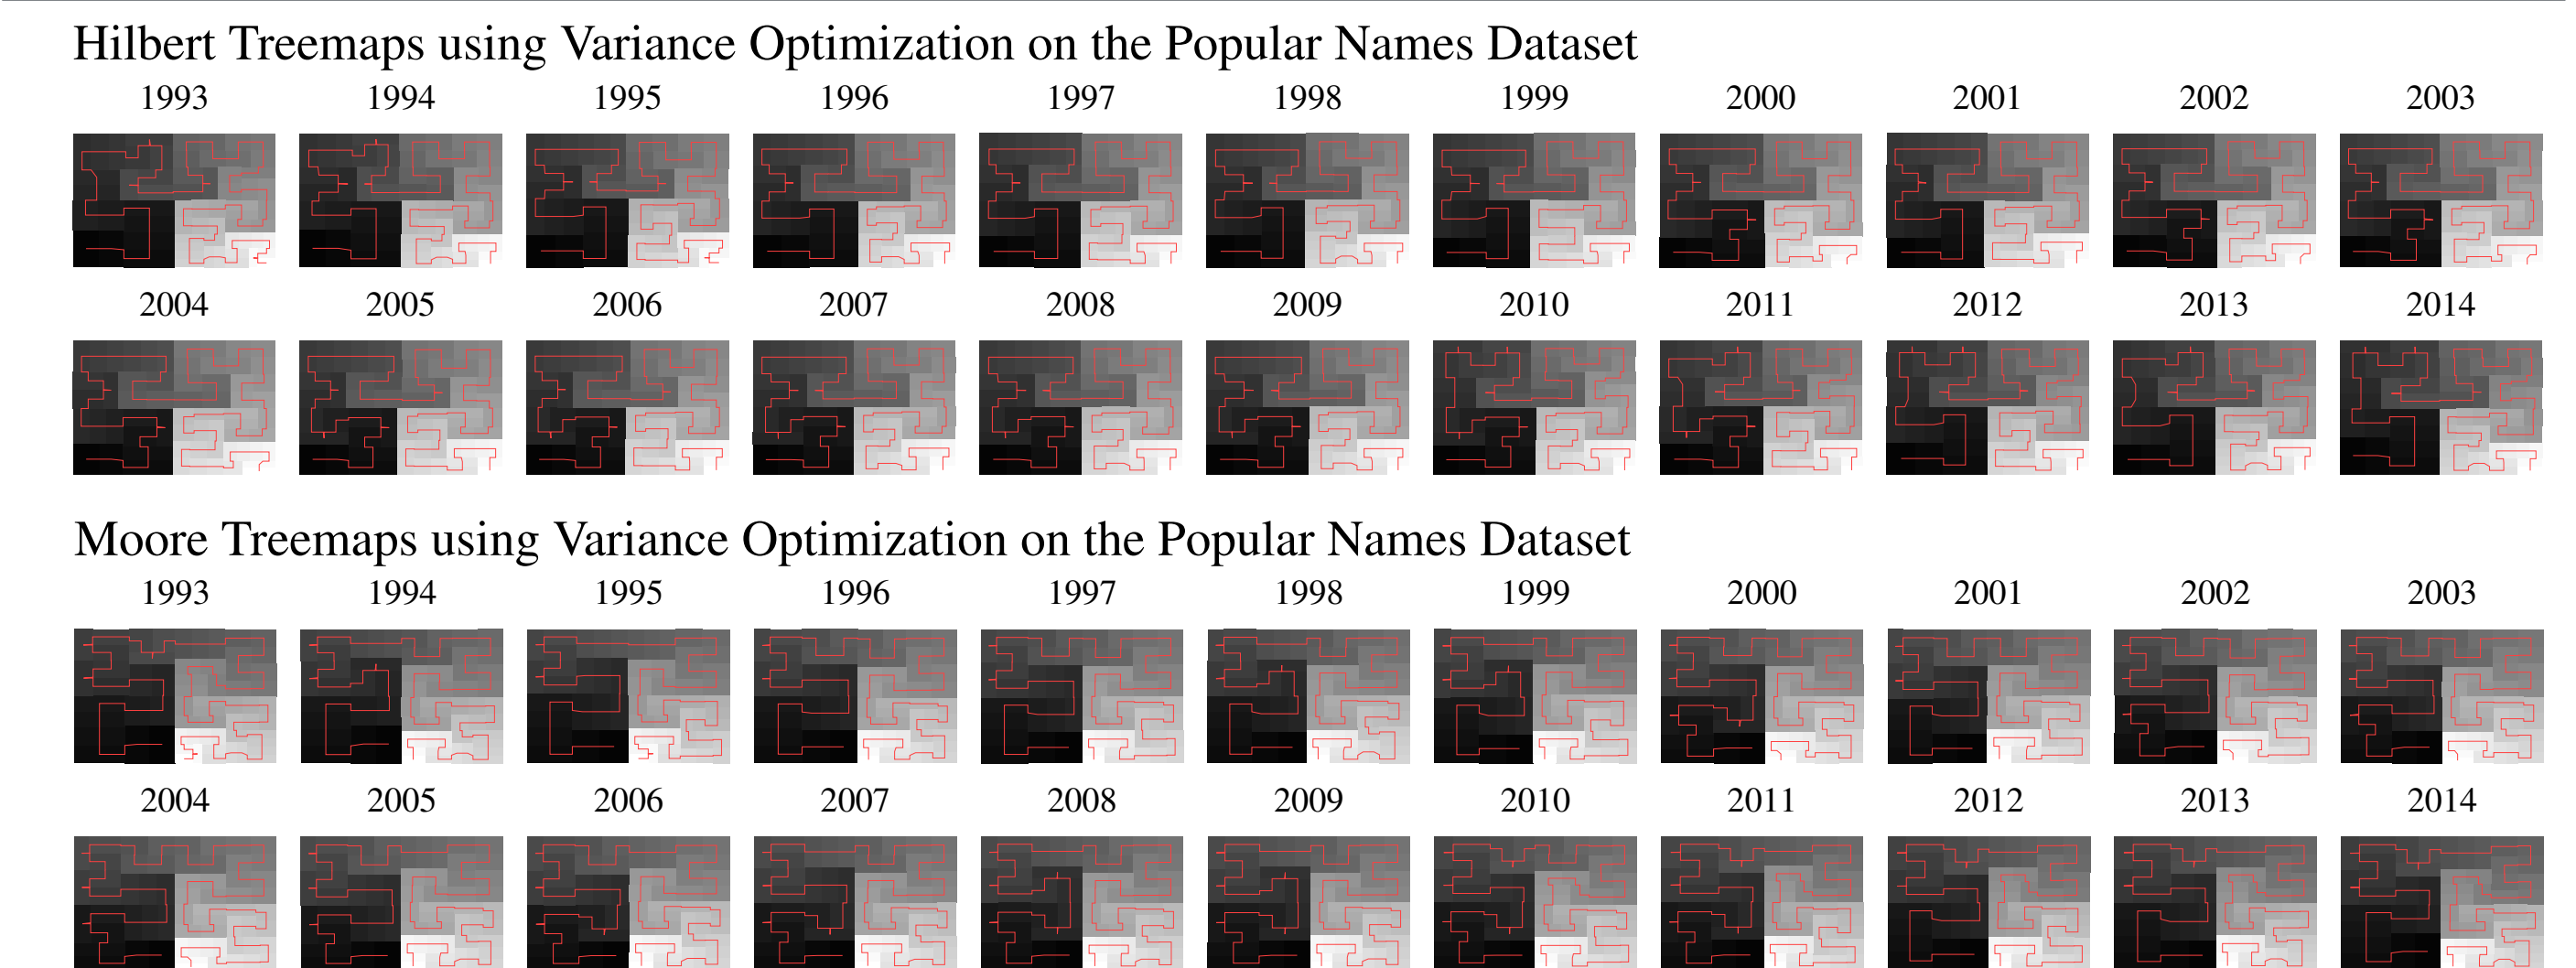 Hilbert Treemaps using Variance Optimization on the Popular Names Dataset
1993 1994 1995 1996 1997 1998 1999 2000 2001 2002 2003
2004 2005 2006 2007 2008 2009 2010 2011 2012 2013 2014
Moore Treemaps using Variance Optimization on the Popular Names Dataset
1993 1994 1995 1996 1997 1998 1999 2000 2001 2002 2003
2004 2005 2006 2007 2008 2009 2010 2011 2012 2013 2014